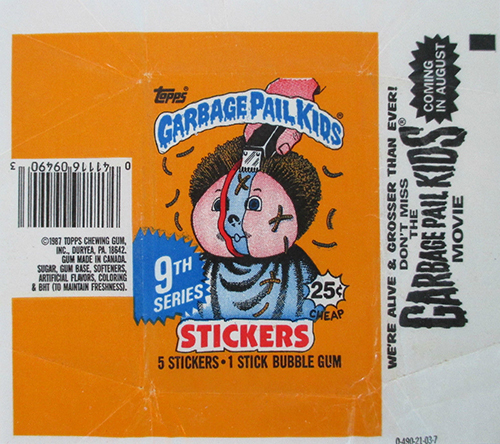 topps®
GARBAGE PAIL KIDS®
9TH
SERIES
25¢
CHEAP
STICKERS
5 STICKERS • 1 STICK BUBBLE GUM
0 41116 09490 3
©1987 TOPPS CHEWING GUM,
INC., DURYEA, PA. 18642.
GUM MADE IN CANADA.
SUGAR, GUM BASE, SOFTENERS,
ARTIFICIAL FLAVORS, COLORING
& BHT (TO MAINTAIN FRESHNESS).
WE'RE ALIVE & GROSSER THAN EVER!
DON'T MISS
THE
GARBAGE PAIL KIDS®
MOVIE
COMING
IN AUGUST
0-490-21-03-7